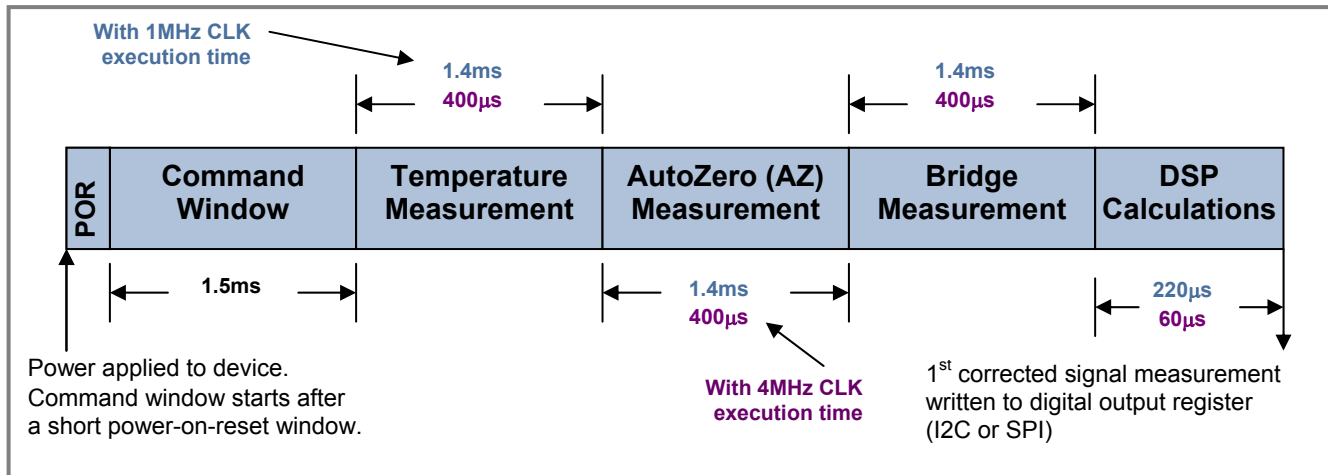 With 1MHz CLK
execution time
1.4ms
400µs
1.4ms
400µs
POR
Command
Window
Temperature
Measurement
AutoZero (AZ)
Measurement
Bridge
Measurement
DSP
Calculations
1.5ms
1.4ms
400µs
220µs
60µs
Power applied to device.
Command window starts after
a short power-on-reset window.
With 4MHz CLK
execution time
1st corrected signal measurement
written to digital output register
(I2C or SPI)